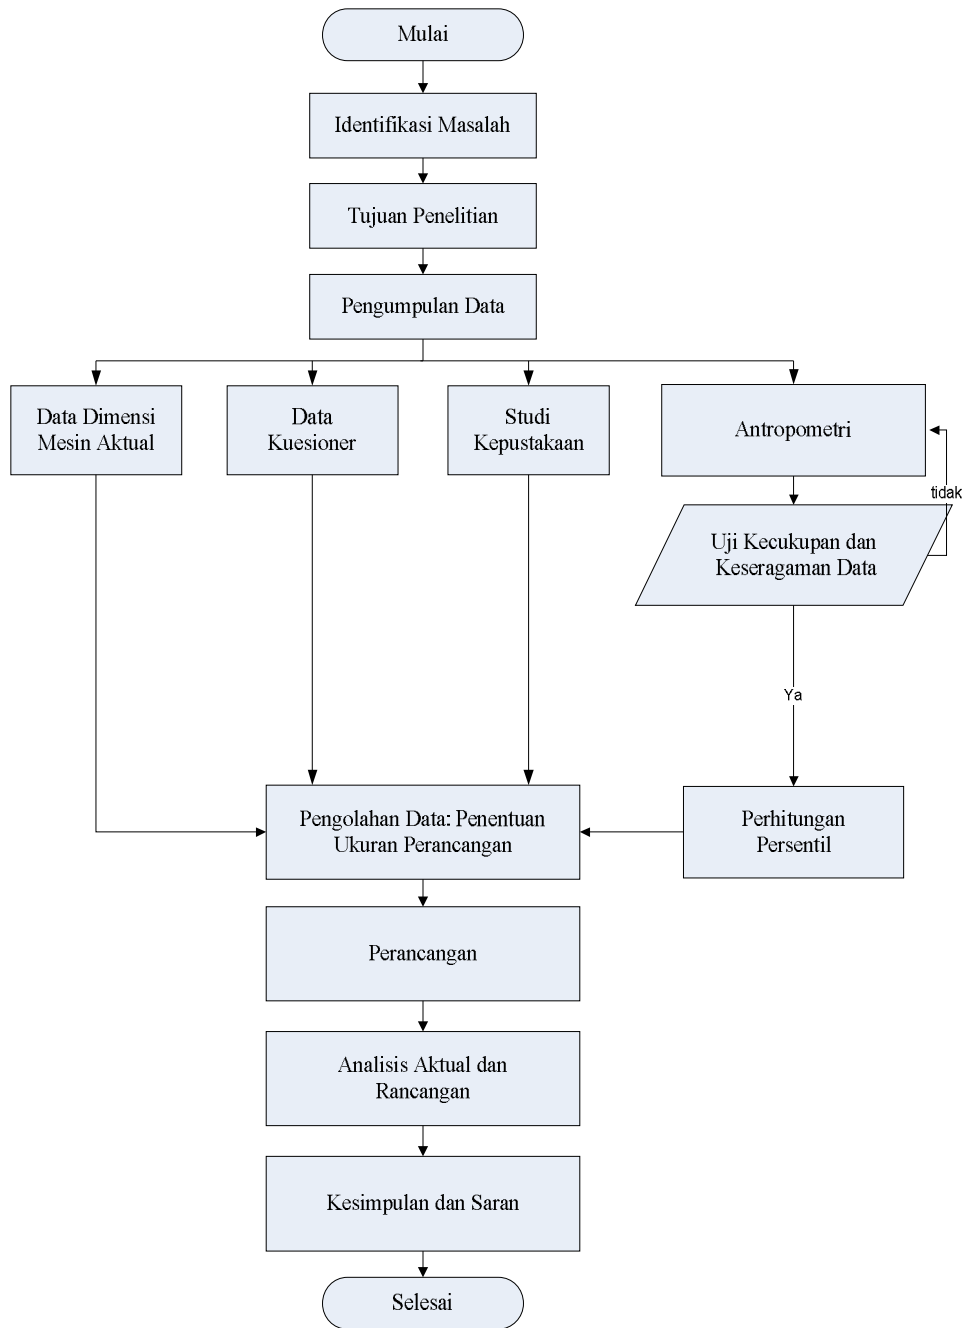 Mulai
Identifikasi Masalah
Tujuan Penelitian
Pengumpulan Data
Data Dimensi
Mesin Aktual
Data
Kuesioner
Studi
Kepustakaan
Antropometri
tidak
Uji Kecukupan dan
Keseragaman Data
Ya
Pengolahan Data: Penentuan
Ukuran Perancangan
Perhitungan
Persentil
Perancangan
Analisis Aktual dan
Rancangan
Kesimpulan dan Saran
Selesai